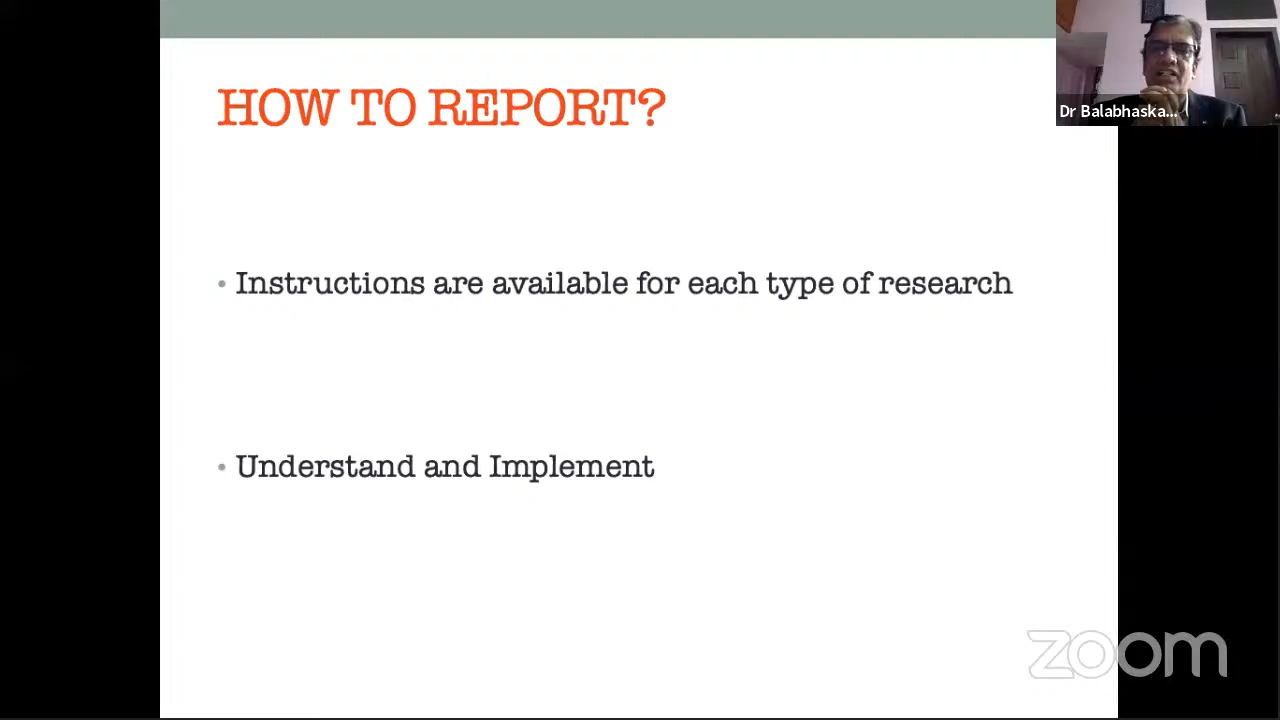 HOW TO REPORT?
Dr Balabhaska...
• Instructions are available for each type of research
• Understand and Implement
zoom